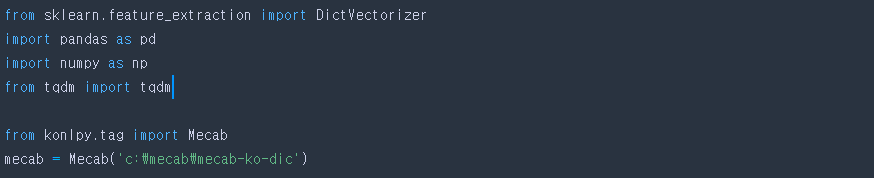 from sklearn.feature_extraction import DictVectorizer
import pandas as pd
import numpy as np
from tqdm import tqdm
from konlpy.tag import Mecab
mecab = Mecab('c:₩mecab₩mecab-ko-dic')